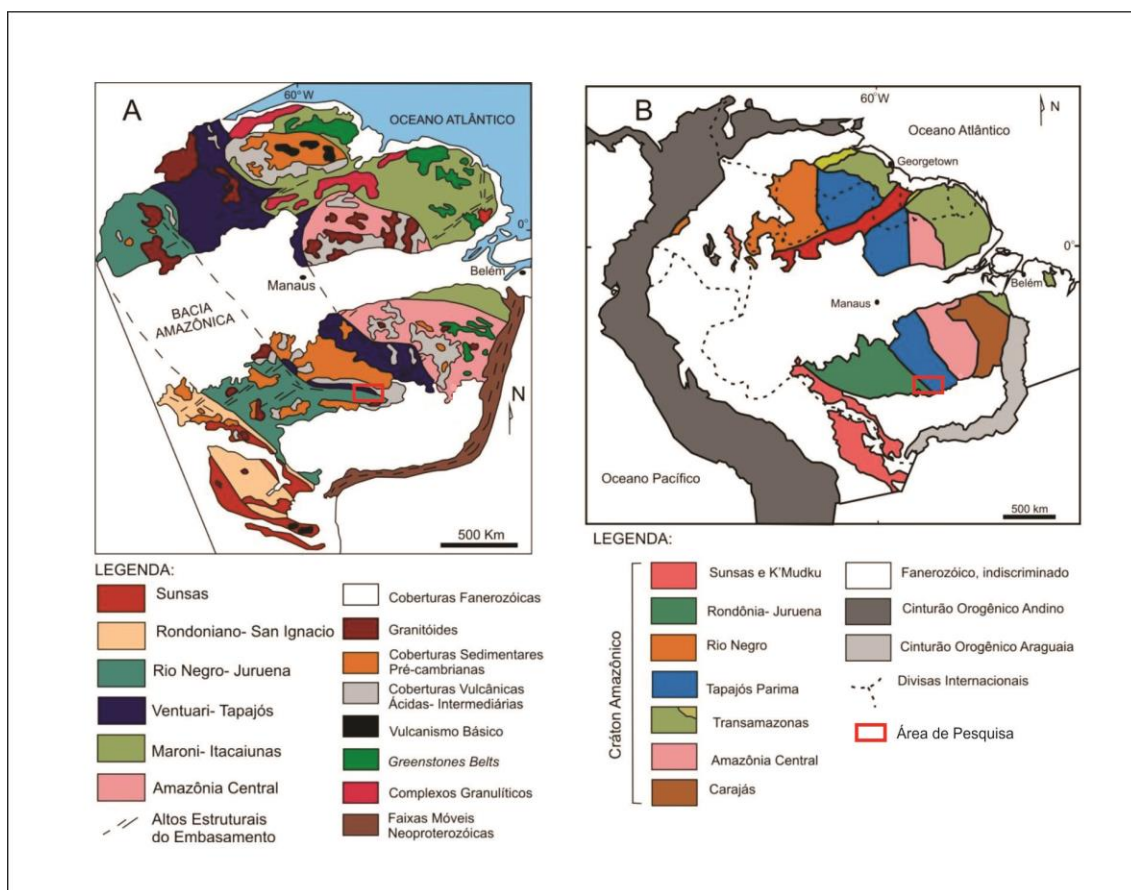 A
60° W
OCEANO ATLÂNTICO
0°
Belém
Manaus
BACIA
AMAZÔNICA
N
500 Km
LEGENDA:
Sunsas
Rondoniano- San Ignacio
Rio Negro- Juruena
Ventuari- Tapajós
Maroni- Itacaiunas
Amazônia Central
Altos Estruturais
do Embasamento
Coberturas Fanerozóicas
Granitóides
Coberturas Sedimentares
Pré-cambrianas
Coberturas Vulcânicas
Ácidas- Intermediárias
Vulcanismo Básico
Greenstones Belts
Complexos Granulíticos
Faixas Móveis
Neoproterozóicas
B
60° W
N
Oceano Atlântico
Georgetown
0°
Belém
Manaus
Oceano Pacífico
500 km
LEGENDA:
Cráton Amazônico
Sunsas e K'Mudku
Rondônia- Juruena
Rio Negro
Tapajós Parima
Transamazonas
Amazônia Central
Carajás
Fanerozóico, indiscriminado
Cinturão Orogênico Andino
Cinturão Orogênico Araguaia
Divisas Internacionais
Área de Pesquisa